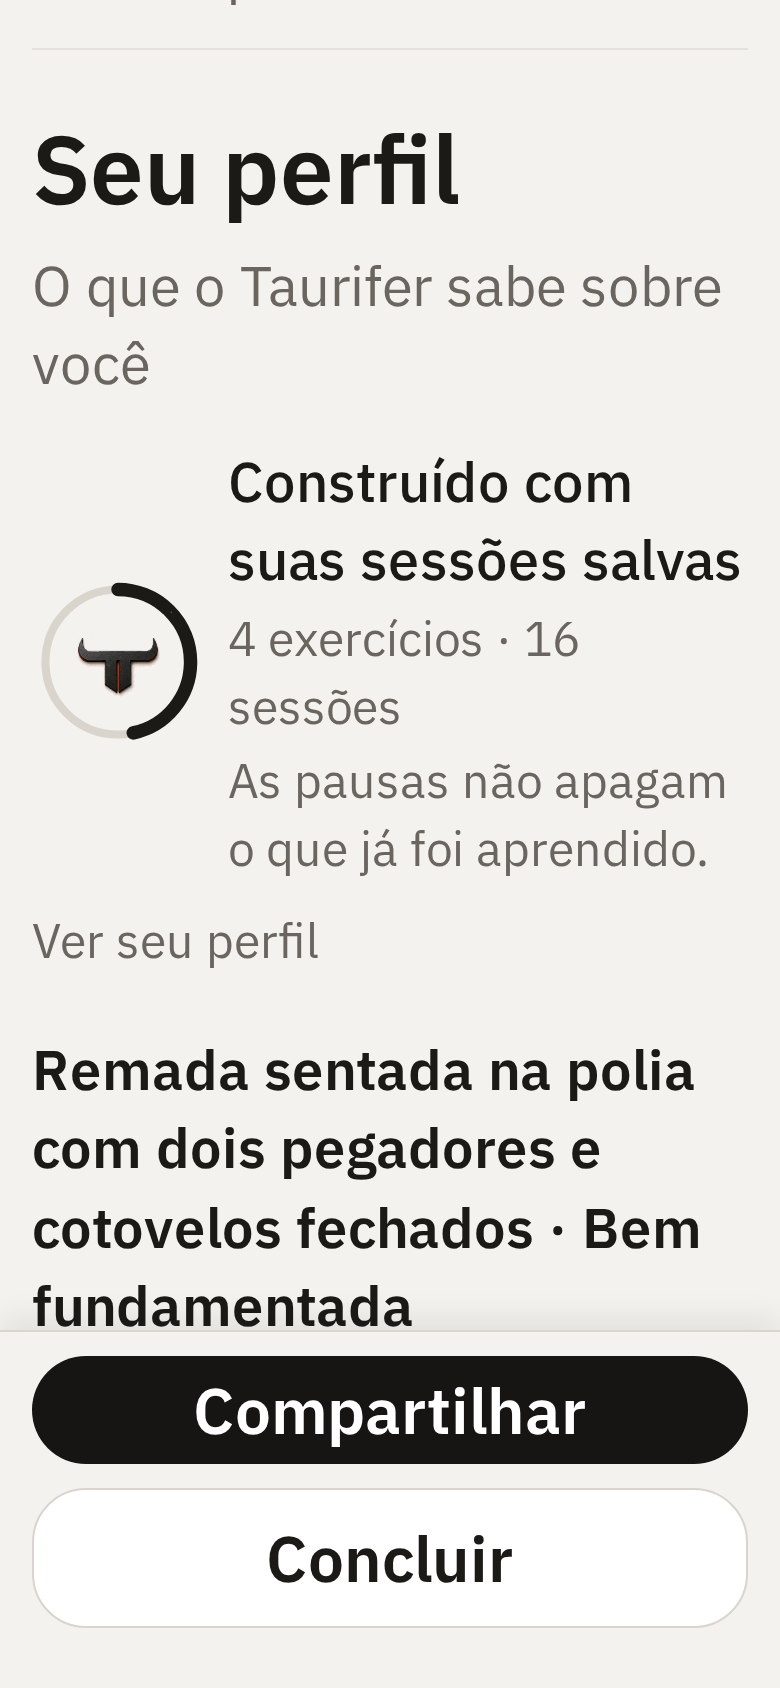 Seu perfil
O que o Taurifer sabe sobre
você
Construído com
suas sessões salvas
4 exercícios · 16
sessões
As pausas não apagam
o que já foi aprendido.
Ver seu perfil
Remada sentada na polia
com dois pegadores e
cotovelos fechados · Bem
fundamentada
Compartilhar
Concluir